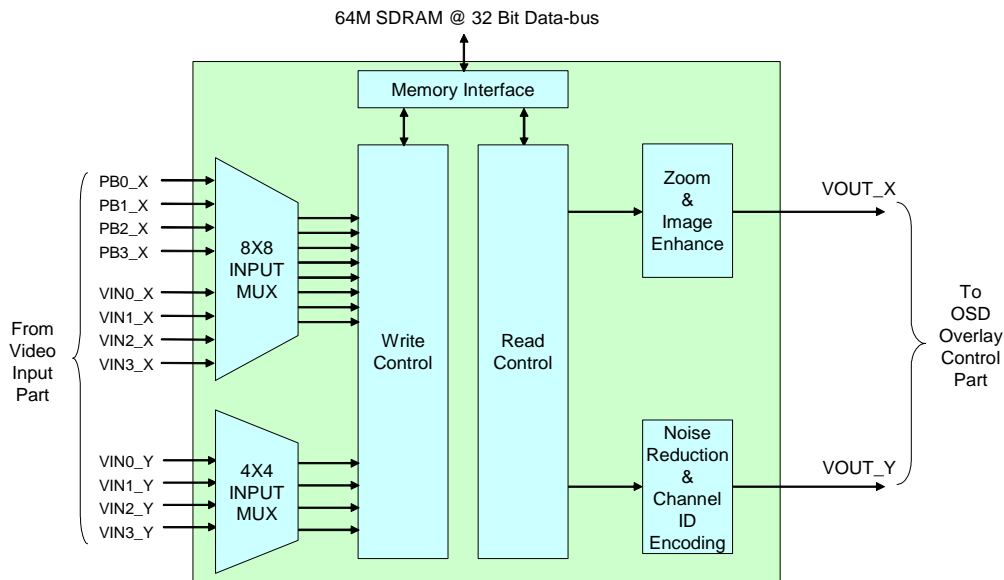 64M SDRAM @ 32 Bit Data-bus
Memory Interface
PB0_X
PB1_X
PB2_X
PB3_X
VIN0_X
VIN1_X
VIN2_X
VIN3_X
8X8
INPUT
MUX
From
Video
Input
Part
VIN0_Y
VIN1_Y
VIN2_Y
VIN3_Y
4X4
INPUT
MUX
Write
Control
Read
Control
Zoom
&
Image
Enhance
VOUT_X
Noise
Reduction
&
Channel
ID
Encoding
VOUT_Y
To
OSD
Overlay
Control
Part